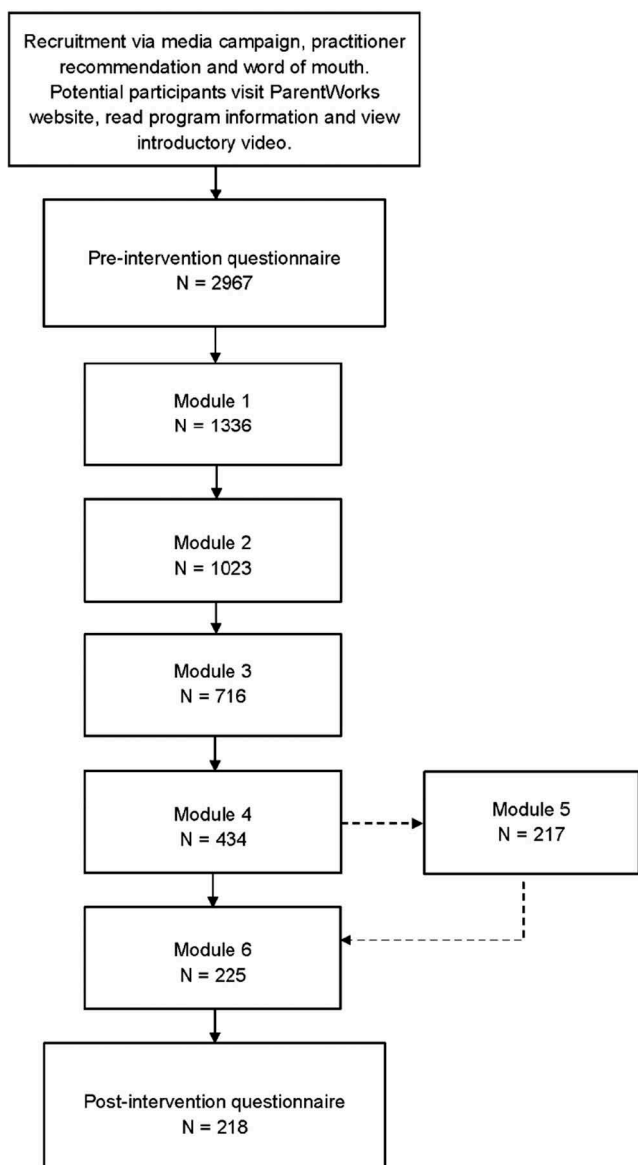 Recruitment via media campaign, practitioner
recommendation and word of mouth.
Potential participants visit ParentWorks
website, read program information and view
introductory video.
Pre-intervention questionnaire
N = 2967
Module 1
N = 1336
Module 2
N = 1023
Module 3
N = 716
Module 4
N = 434
Module 5
N = 217
Module 6
N = 225
Post-intervention questionnaire
N = 218